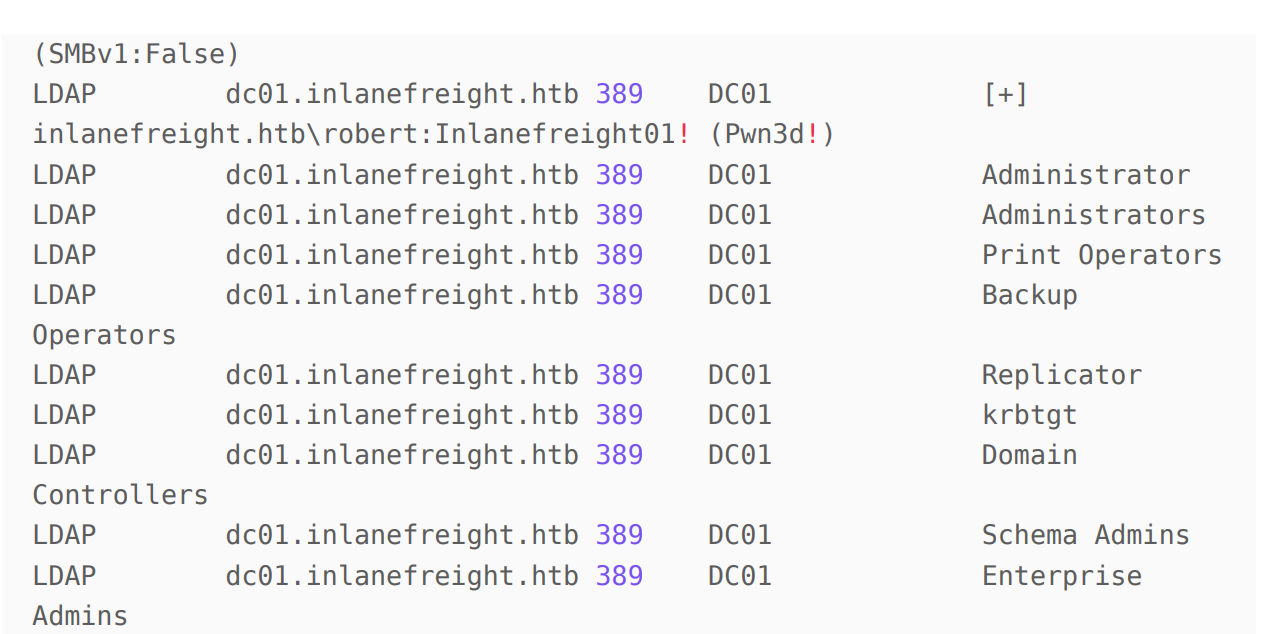 (SMBv1:False)
LDAP dc01.inlanefreight.htb 389 DC01 [+]
inlanefreight.htb\robert:Inlanefreight01! (Pwn3d!)
LDAP dc01.inlanefreight.htb 389 DC01 Administrator
LDAP dc01.inlanefreight.htb 389 DC01 Administrators
LDAP dc01.inlanefreight.htb 389 DC01 Print Operators
LDAP dc01.inlanefreight.htb 389 DC01 Backup
Operators
LDAP dc01.inlanefreight.htb 389 DC01 Replicator
LDAP dc01.inlanefreight.htb 389 DC01 krbtgt
LDAP dc01.inlanefreight.htb 389 DC01 Domain
Controllers
LDAP dc01.inlanefreight.htb 389 DC01 Schema Admins
LDAP dc01.inlanefreight.htb 389 DC01 Enterprise
Admins